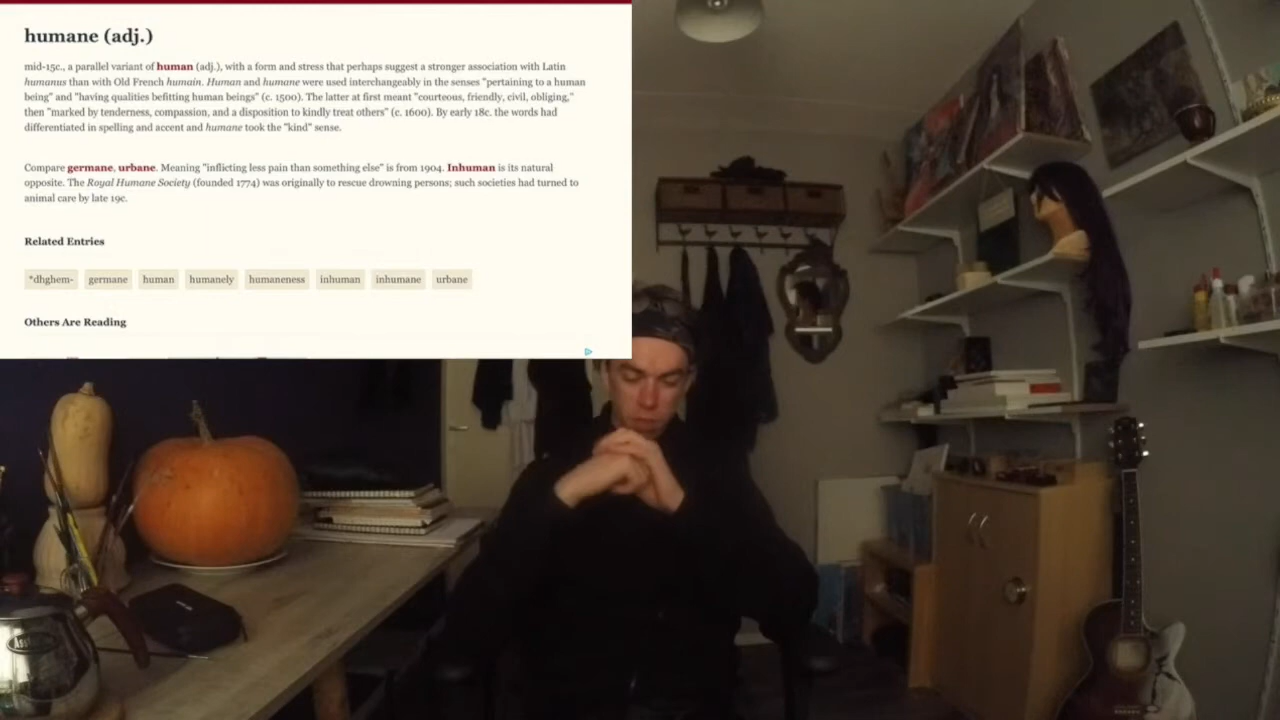 humane (adj.)
mid-15c., a parallel variant of human (adj.), with a form and stress that perhaps suggest a stronger association with Latin
humanus than with Old French humain. Human and humane were used interchangeably in the senses "pertaining to a human
being" and "having qualities befitting human beings" (c. 1500). The latter at first meant "courteous, friendly, civil, obliging,"
then "marked by tenderness, compassion, and a disposition to kindly treat others" (c. 1600). By early 18c. the words had
differentiated in spelling and accent and humane took the "kind" sense.
Compare germane, urbane. Meaning "inflicting less pain than something else" is from 1904. Inhuman is its natural
opposite. The Royal Humane Society (founded 1774) was originally to rescue drowning persons; such societies had turned to
animal care by late 19c.
Related Entries
*dhghem- germane human humanely humaneness inhuman inhumane urbane
Others Are Reading